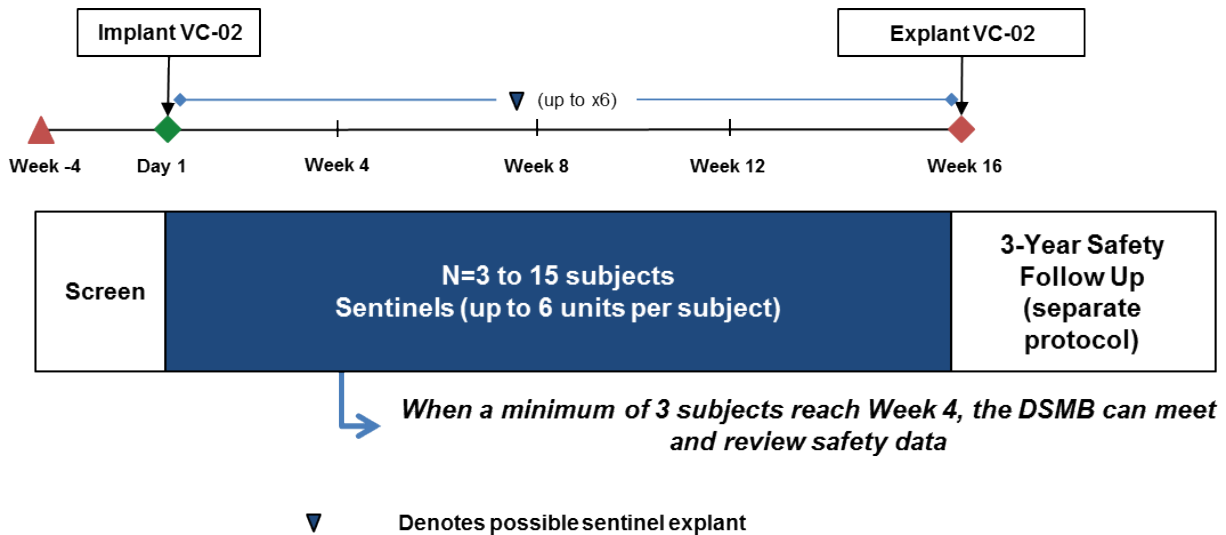 Implant VC-02
Explant VC-02
(up to x6)
Week -4
Day 1
Week 4
Week 8
Week 12
Week 16
Screen
N=3 to 15 subjects
Sentinels (up to 6 units per subject)
3-Year Safety
Follow Up
(separate
protocol)
When a minimum of 3 subjects reach Week 4, the DSMB can meet
and review safety data
Denotes possible sentinel explant